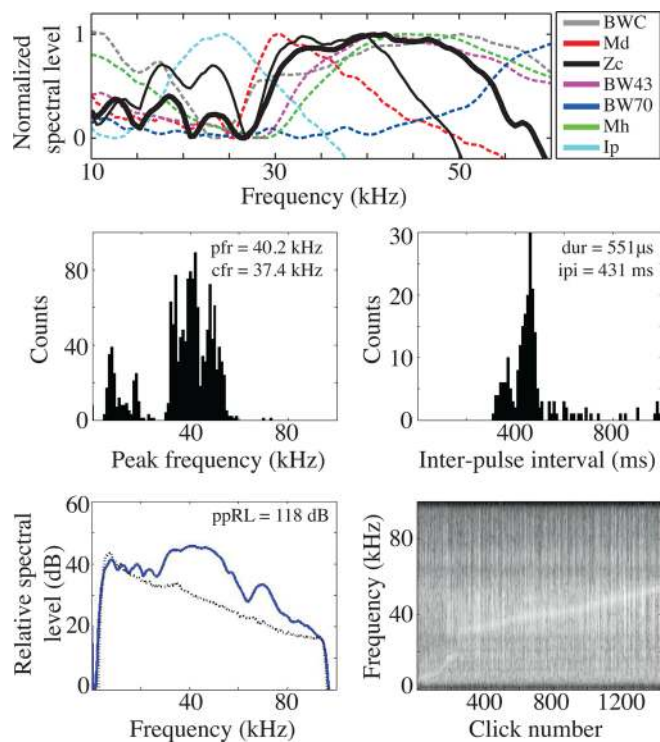 Normalized
spectral level
1
0
10
30
50
Frequency (kHz)
BWC
Md
Zc
BW43
BW70
Mh
Ip
Counts
80
40
0
pfr = 40.2 kHz
cfr = 37.4 kHz
40
80
Peak frequency (kHz)
Counts
30
20
10
0
dur = 551µs
ipi = 431 ms
400
800
Inter-pulse interval (ms)
Relative spectral
level (dB)
60
40
20
0
ppRL = 118 dB
40
80
Frequency (kHz)
Frequency (kHz)
80
40
0
400
800
1200
Click number